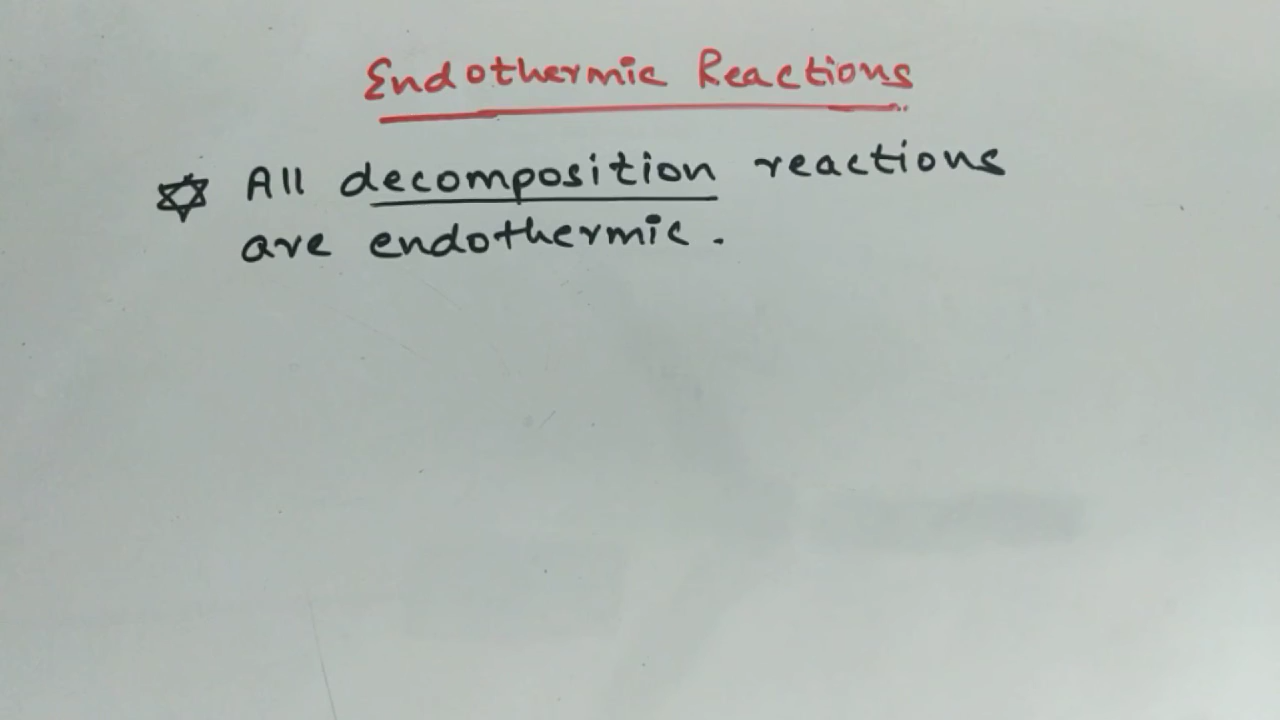 Endothermic Reactions
All decomposition reactions
are endothermic.